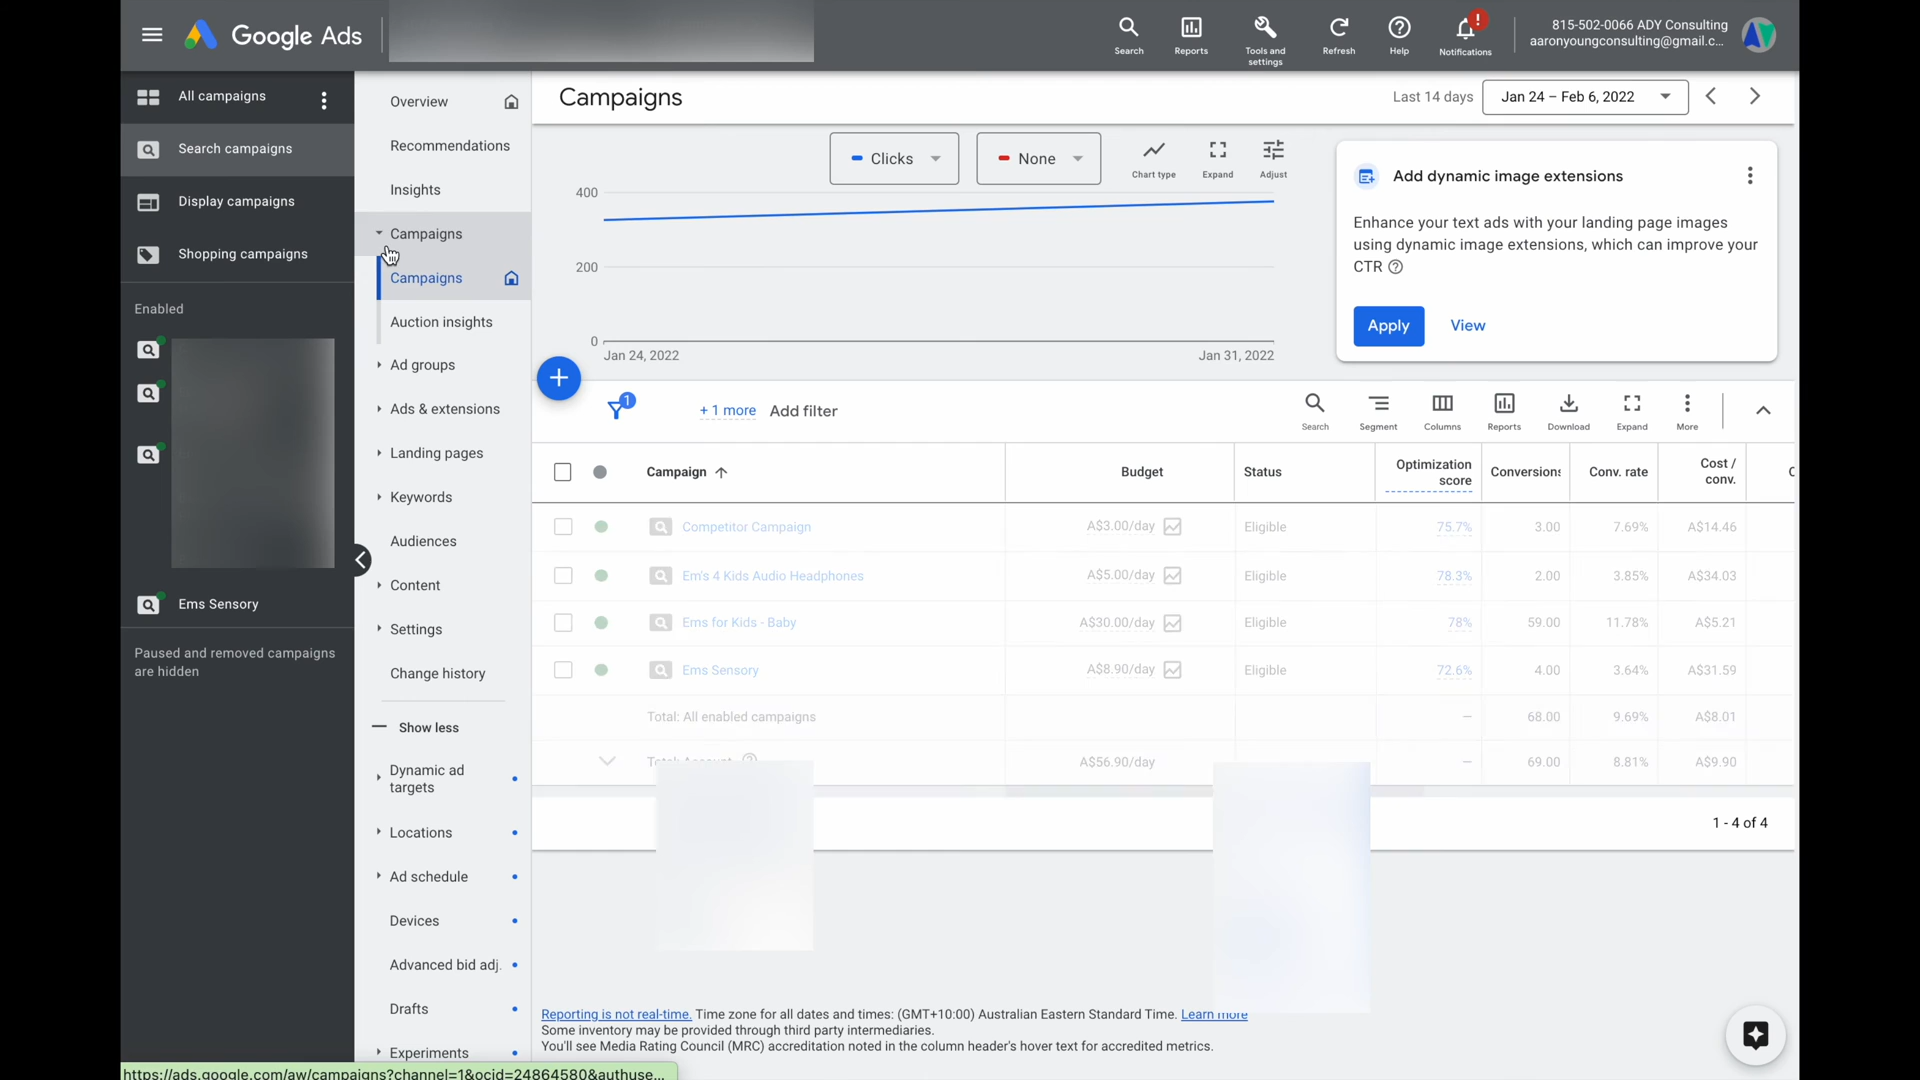 Google Ads
Search
Reports
Tools and
settings
Refresh
Help
!
Notifications
815-502-0066 ADY Consulting
aaronyoungconsulting@gmail.c...
All campaigns
Search campaigns
Display campaigns
Shopping campaigns
Enabled
Ems Sensory
Paused and removed campaigns
are hidden
Overview
Recommendations
Insights
Campaigns
Campaigns
Auction insights
Ad groups
Ads & extensions
Landing pages
Keywords
Audiences
Content
Settings
Change history
Show less
Dynamic ad
targets
Locations
Ad schedule
Devices
Advanced bid adj.
Drafts
Experiments
Campaigns
Last 14 days
Jan 24 – Feb 6, 2022
Clicks
None
Chart type
Expand
Adjust
400
200
0
Jan 24, 2022
Jan 31, 2022
Add dynamic image extensions
Enhance your text ads with your landing page images
using dynamic image extensions, which can improve your
CTR
Apply
View
1
+ 1 more
Add filter
Search
Segment
Columns
Reports
Download
Expand
More
Campaign
Budget
Status
Optimization
score
Conversions
Conv. rate
Cost /
conv.
Competitor Campaign A$3.00/day Eligible 75.7% 3.00 7.69% A$14.46
Em's 4 Kids Audio Headphones A$5.00/day Eligible 78.3% 2.00 3.85% A$34.03
Ems for Kids - Baby A$30.00/day Eligible 78% 59.00 11.78% A$5.21
Ems Sensory A$8.90/day Eligible 72.6% 4.00 3.64% A$31.59
Total: All enabled campaigns – 68.00 9.69% A$8.01
Total: Account A$56.90/day – 69.00 8.81% A$9.90
1 - 4 of 4
Reporting is not real-time. Time zone for all dates and times: (GMT+10:00) Australian Eastern Standard Time. Learn more
Some inventory may be provided through third party intermediaries.
You'll see Media Rating Council (MRC) accreditation noted in the column header's hover text for accredited metrics.
https://ads.google.com/aw/campaigns?channel=1&ocid=24864580&authuse...